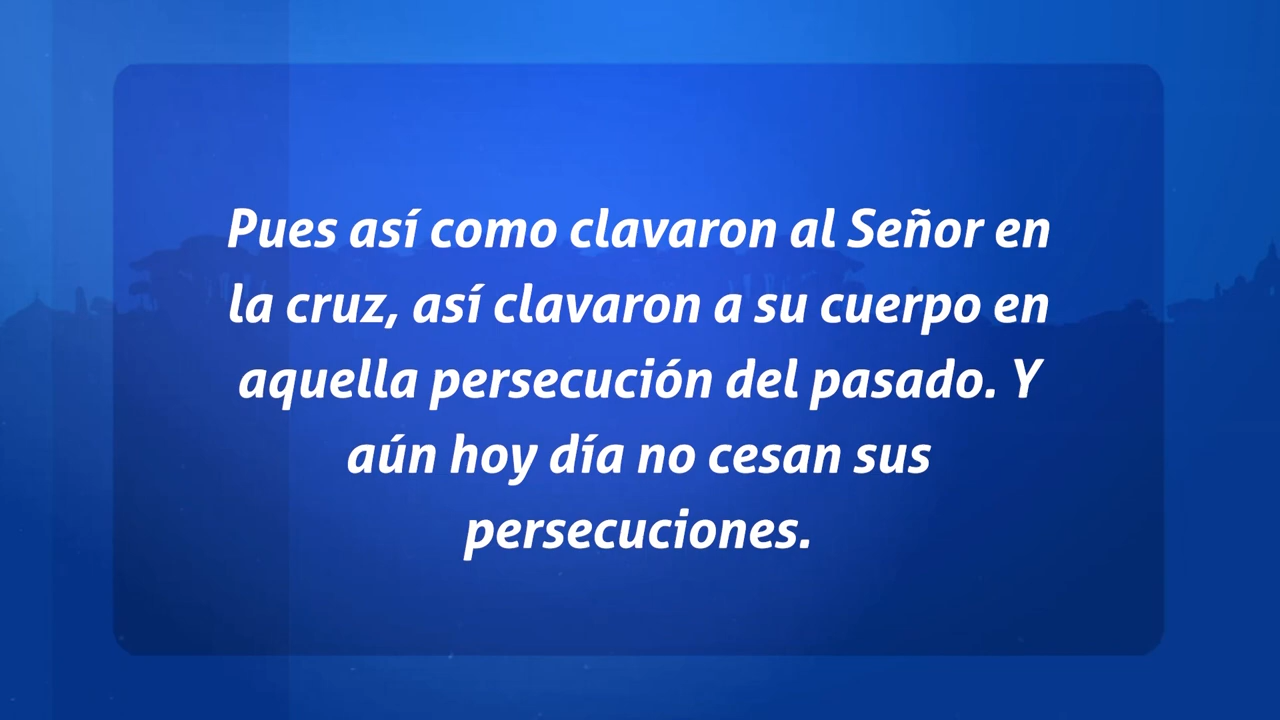 Pues así como clavaron al Señor en
la cruz, así clavaron a su cuerpo en
aquella persecución del pasado. Y
aún hoy día no cesan sus
persecuciones.